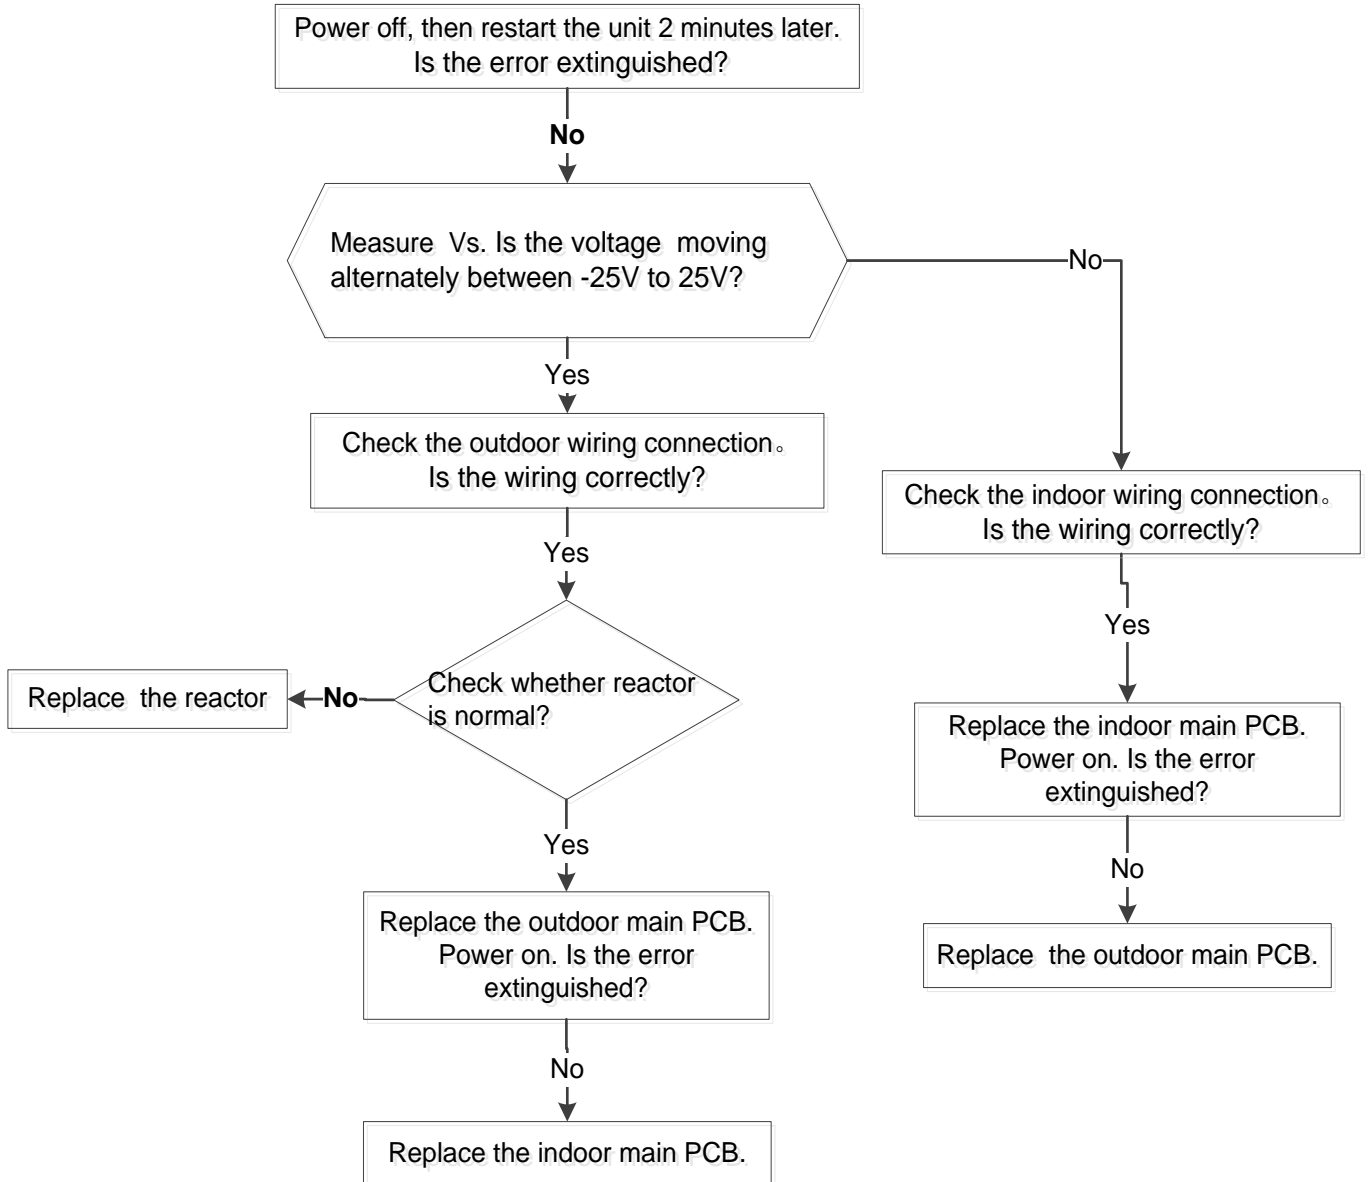 Power off, then restart the unit 2 minutes later.
Is the error extinguished?
No
Measure Vs. Is the voltage moving
alternately between -25V to 25V?
No
Yes
Check the outdoor wiring connection。
Is the wiring correctly?
Check the indoor wiring connection。
Is the wiring correctly?
Yes
Yes
Check whether reactor
is normal?
No
Replace the reactor
Replace the indoor main PCB.
Power on. Is the error
extinguished?
Yes
No
Replace the outdoor main PCB.
Power on. Is the error
extinguished?
Replace the outdoor main PCB.
No
Replace the indoor main PCB.